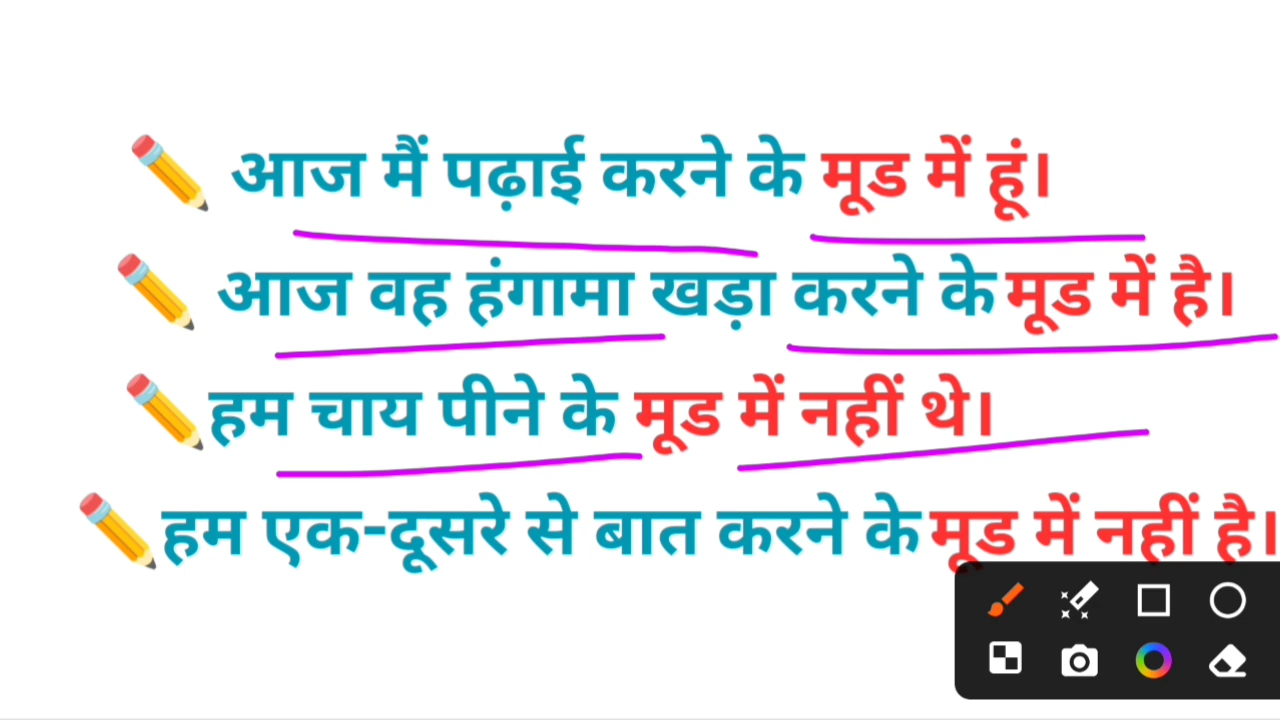 आज मैं पढ़ाई करने के मूड में हूं।
आज वह हंगामा खड़ा करने के मूड में है।
हम चाय पीने के मूड में नहीं थे।
हम एक-दूसरे से बात करने के मूड में नहीं है।